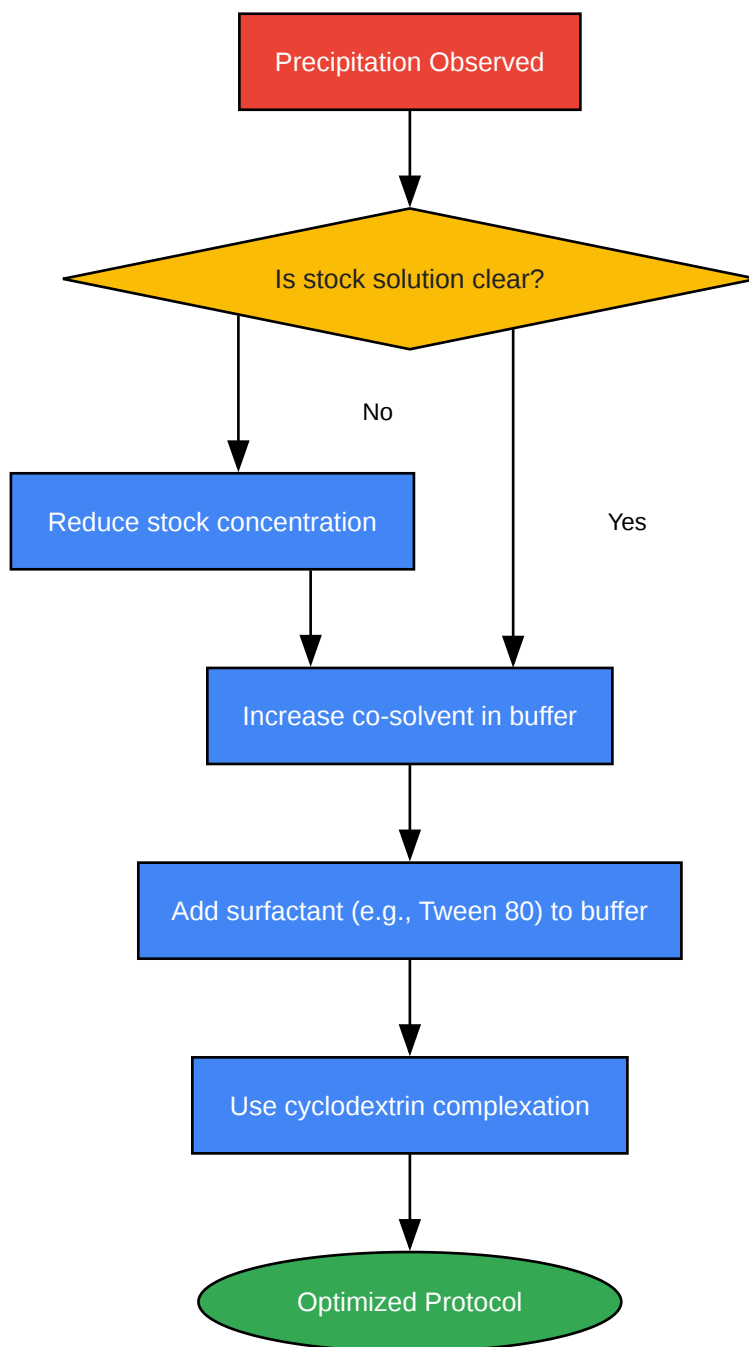 Precipitation Observed
Is stock solution clear?
No
Reduce stock concentration
Yes
Increase co-solvent in buffer
Add surfactant (e.g., Tween 80) to buffer
Use cyclodextrin complexation
Optimized Protocol